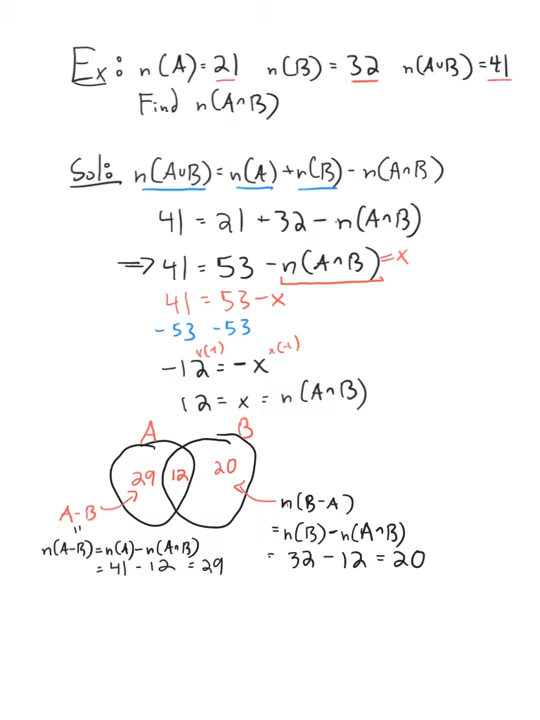 Ex: n(A)=21 n(B)=32 n(A∪B)=41
Find n(A∩B)
Sol: n(A∪B)=n(A)+n(B)-n(A∩B)
41=21+32-n(A∩B)
⇒41=53-n(A∩B)=x
41=53-x
-53 -53
x(-1) x(-1)
-12=-x
12=x=n(A∩B)
A B
29 12 20
A-B
"
n(A-B)=n(A)-n(A∩B)
=41-12=29
n(B-A)
=n(B)-n(A∩B)
=32-12=20